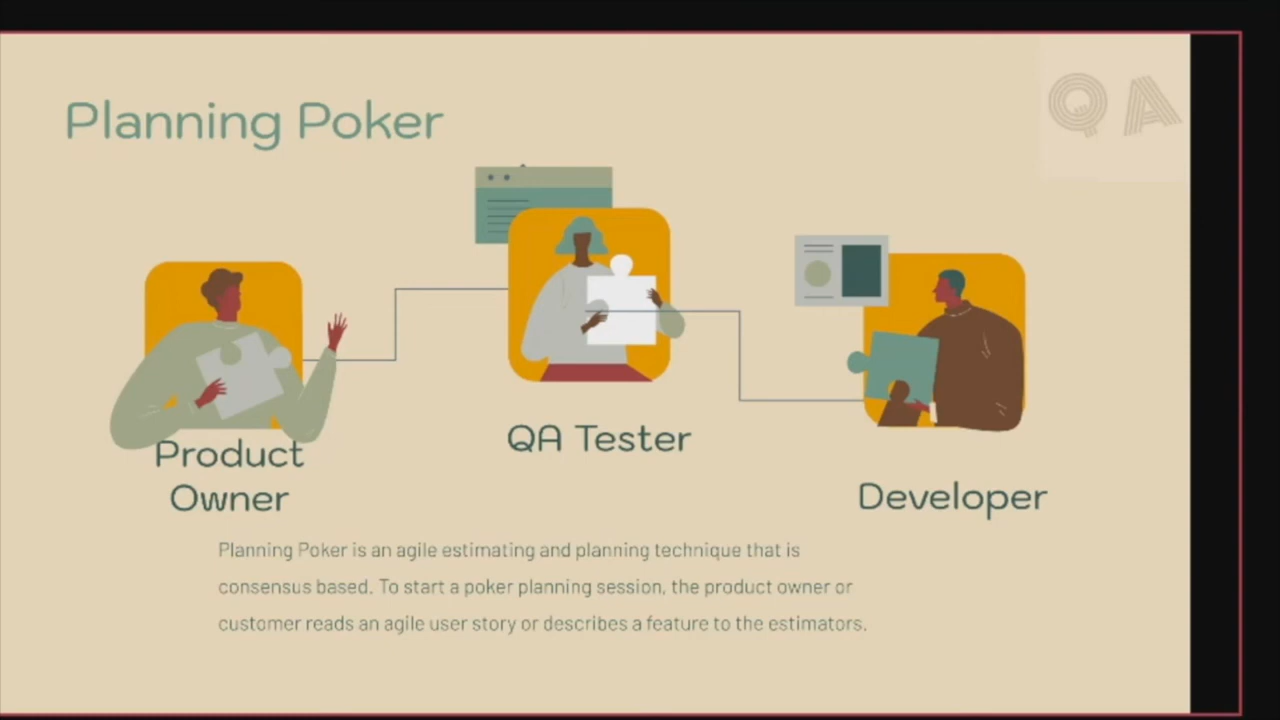 Planning Poker
QA
Product
Owner
QA Tester
Developer
Planning Poker is an agile estimating and planning technique that is
consensus based. To start a poker planning session, the product owner or
customer reads an agile user story or describes a feature to the estimators.